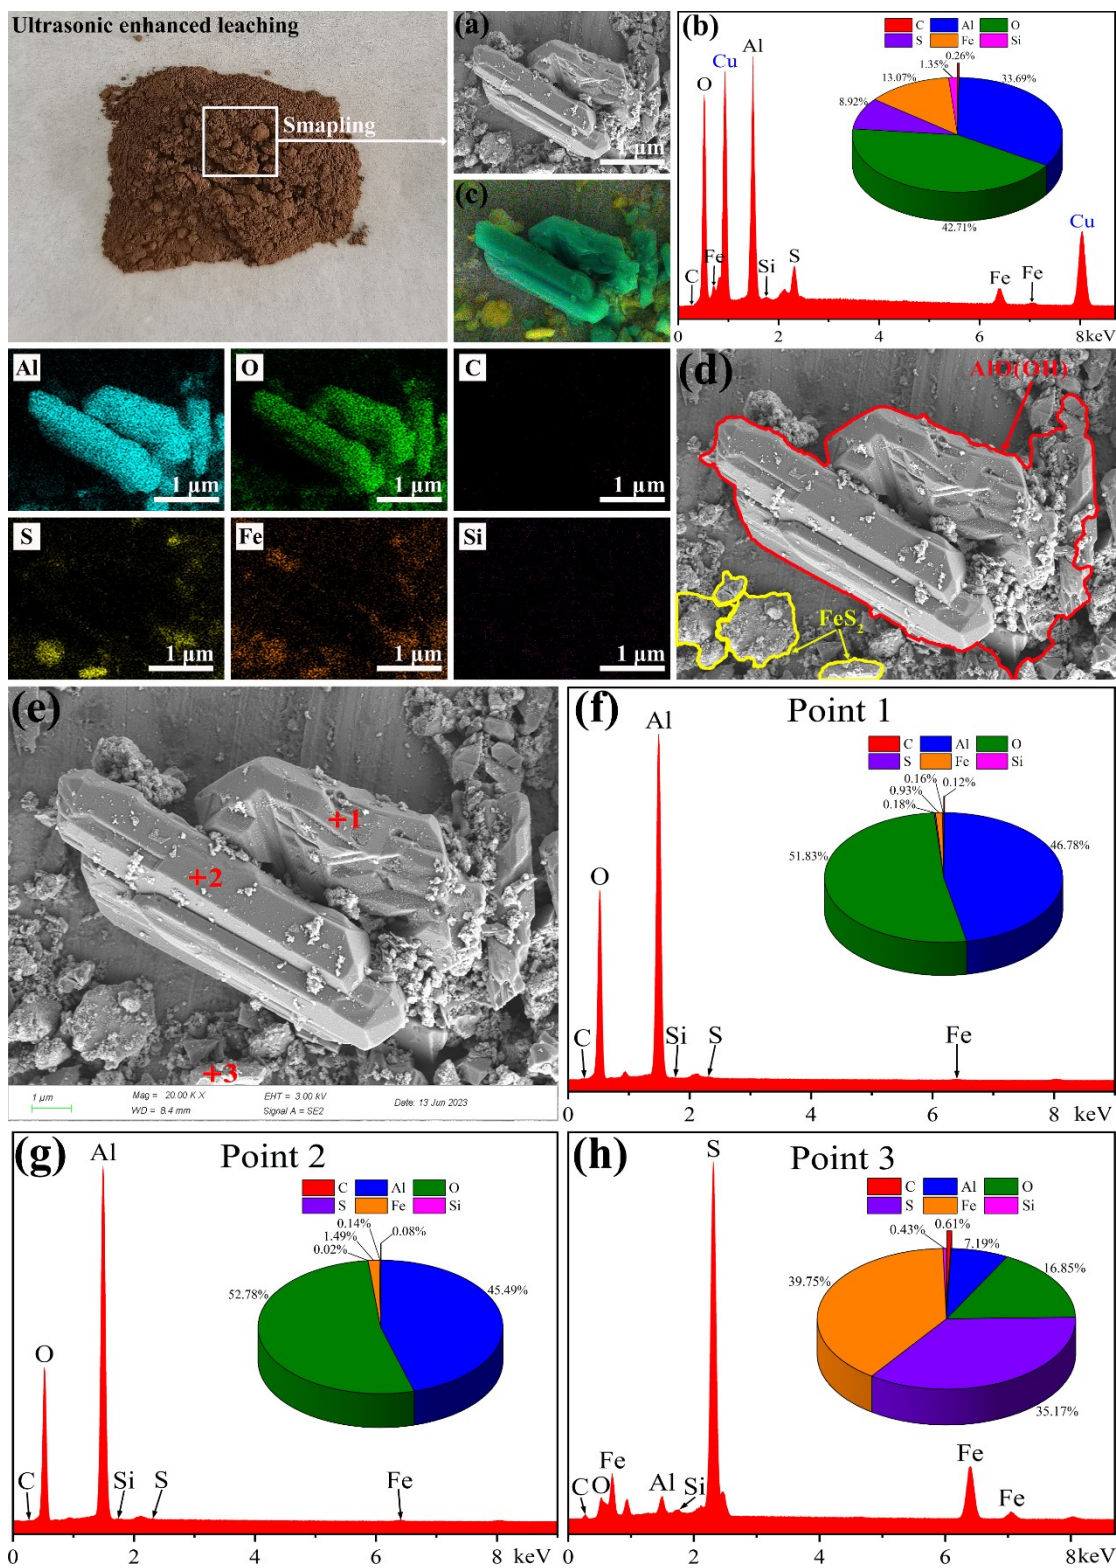 Ultrasonic enhanced leaching
Smapling
(a)
1 μm
(c)
(b)
C Al O
S Fe Si
0.26%
1.35%
13.07%
8.92%
33.69%
42.71%
O
Cu
Al
C
Fe
Si
S
Fe
Fe
Cu
0 2 4 6 8 keV
Al
1 μm
O
1 μm
C
1 μm
S
1 μm
Fe
1 μm
Si
1 μm
(d)
AlO(OH)
FeS2
(e)
+1
+2
+3
1 μm
Mag = 20.00 K X
WD = 8.4 mm
EHT = 3.00 kV
Signal A = SE2
Date: 13 Jun 2023
(f)
Point 1
C Al O
S Fe Si
0.16%
0.93%
0.18%
0.12%
46.78%
51.83%
Al
O
C
Si
S
Fe
0 2 4 6 8 keV
(g)
Point 2
C Al O
S Fe Si
0.14%
1.49%
0.02%
0.08%
52.78%
45.49%
Al
O
C
Si
S
Fe
0 2 4 6 8 keV
(h)
Point 3
C Al O
S Fe Si
0.43%
0.61%
7.19%
16.85%
39.75%
35.17%
S
Fe
C
O
Al
Si
Fe
Fe
0 2 4 6 8 keV